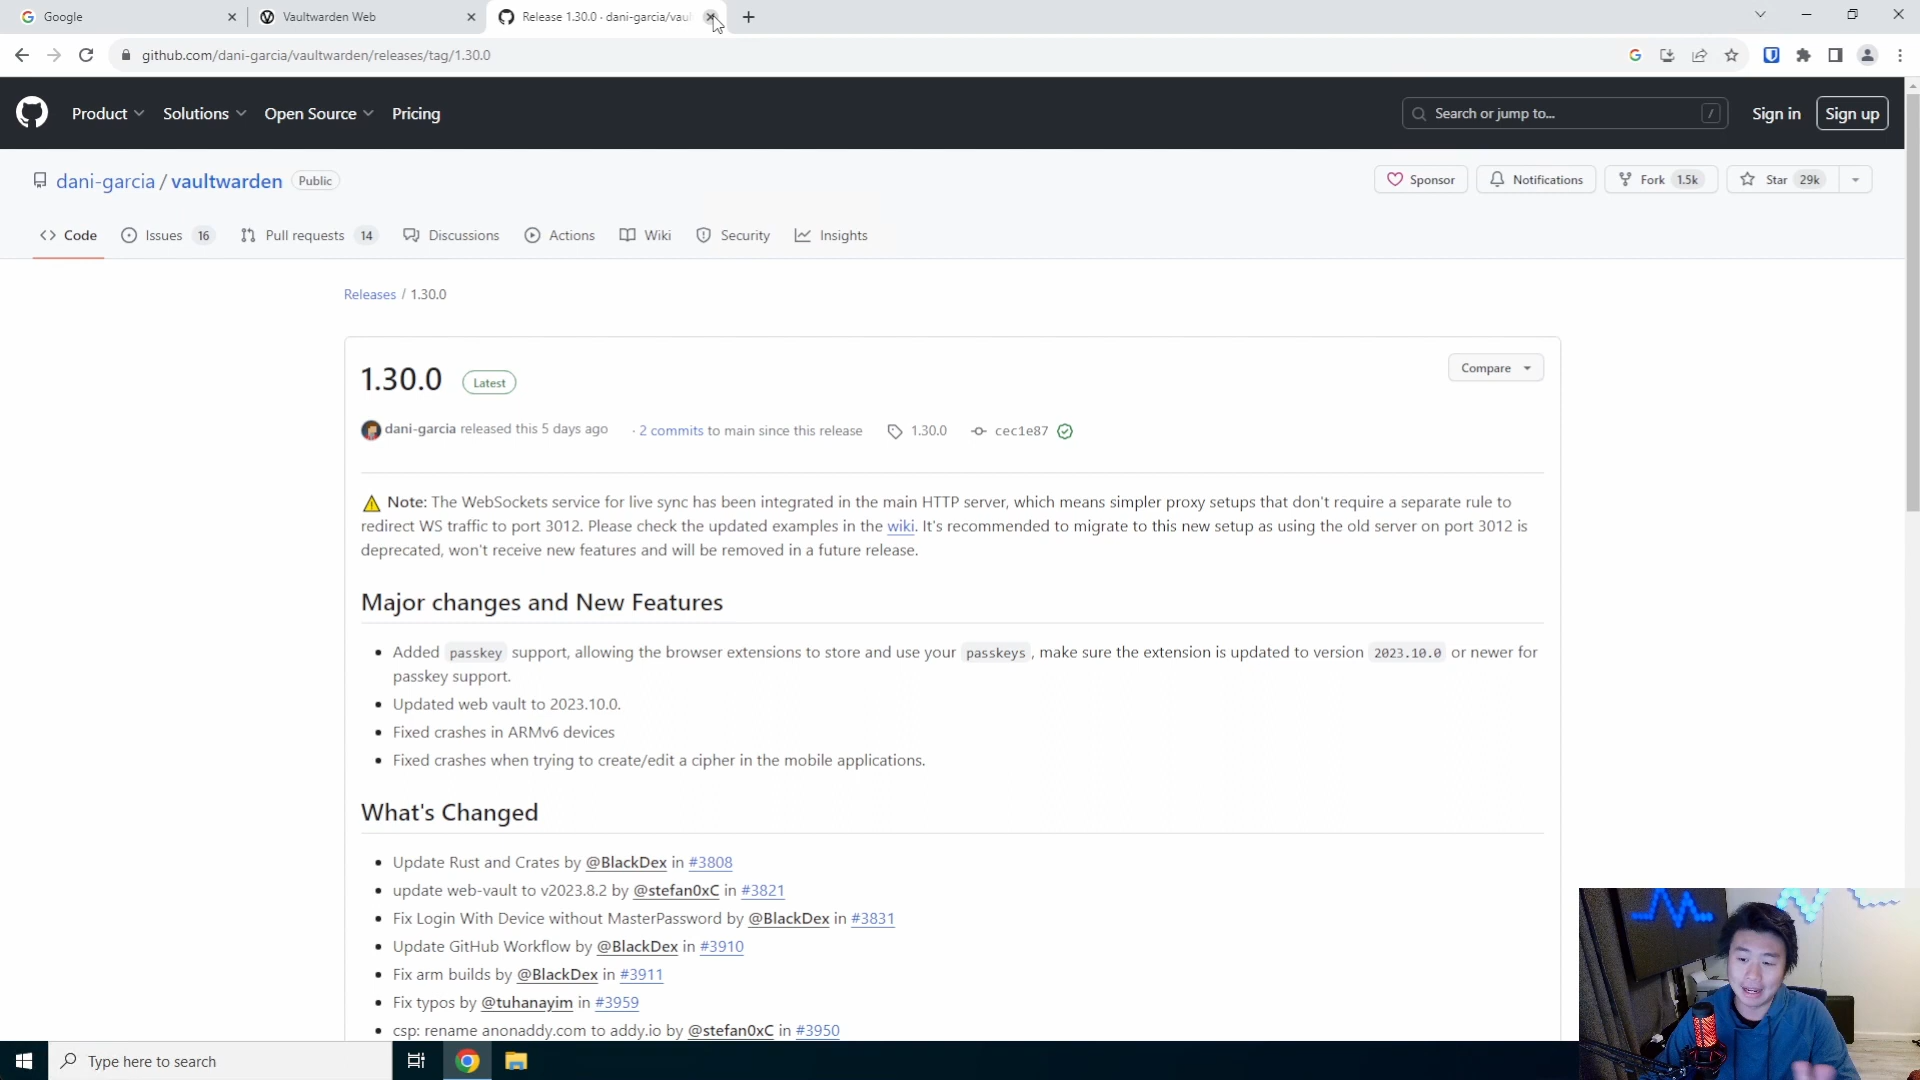 Google
Vaultwarden Web
Release 1.30.0 · dani-garcia/vaul
github.com/dani-garcia/vaultwarden/releases/tag/1.30.0
Product
Solutions
Open Source
Pricing
Search or jump to...
/
Sign in
Sign up
dani-garcia / vaultwarden Public
Sponsor
Notifications
Fork 1.5k
Star 29k
Code
Issues 16
Pull requests 14
Discussions
Actions
Wiki
Security
Insights
Releases / 1.30.0
1.30.0 Latest
Compare
dani-garcia released this 5 days ago · 2 commits to main since this release 1.30.0 cec1e87
Note: The WebSockets service for live sync has been integrated in the main HTTP server, which means simpler proxy setups that don't require a separate rule to
redirect WS traffic to port 3012. Please check the updated examples in the wiki. It's recommended to migrate to this new setup as using the old server on port 3012 is
deprecated, won't receive new features and will be removed in a future release.
Major changes and New Features
• Added passkey support, allowing the browser extensions to store and use your passkeys, make sure the extension is updated to version 2023.10.0 or newer for
passkey support.
• Updated web vault to 2023.10.0.
• Fixed crashes in ARMv6 devices
• Fixed crashes when trying to create/edit a cipher in the mobile applications.
What's Changed
• Update Rust and Crates by @BlackDex in #3808
• update web-vault to v2023.8.2 by @stefan0xC in #3821
• Fix Login With Device without MasterPassword by @BlackDex in #3831
• Update GitHub Workflow by @BlackDex in #3910
• Fix arm builds by @BlackDex in #3911
• Fix typos by @tuhanayim in #3959
• csp: rename anonaddy.com to addy.io by @stefan0xC in #3950
Type here to search